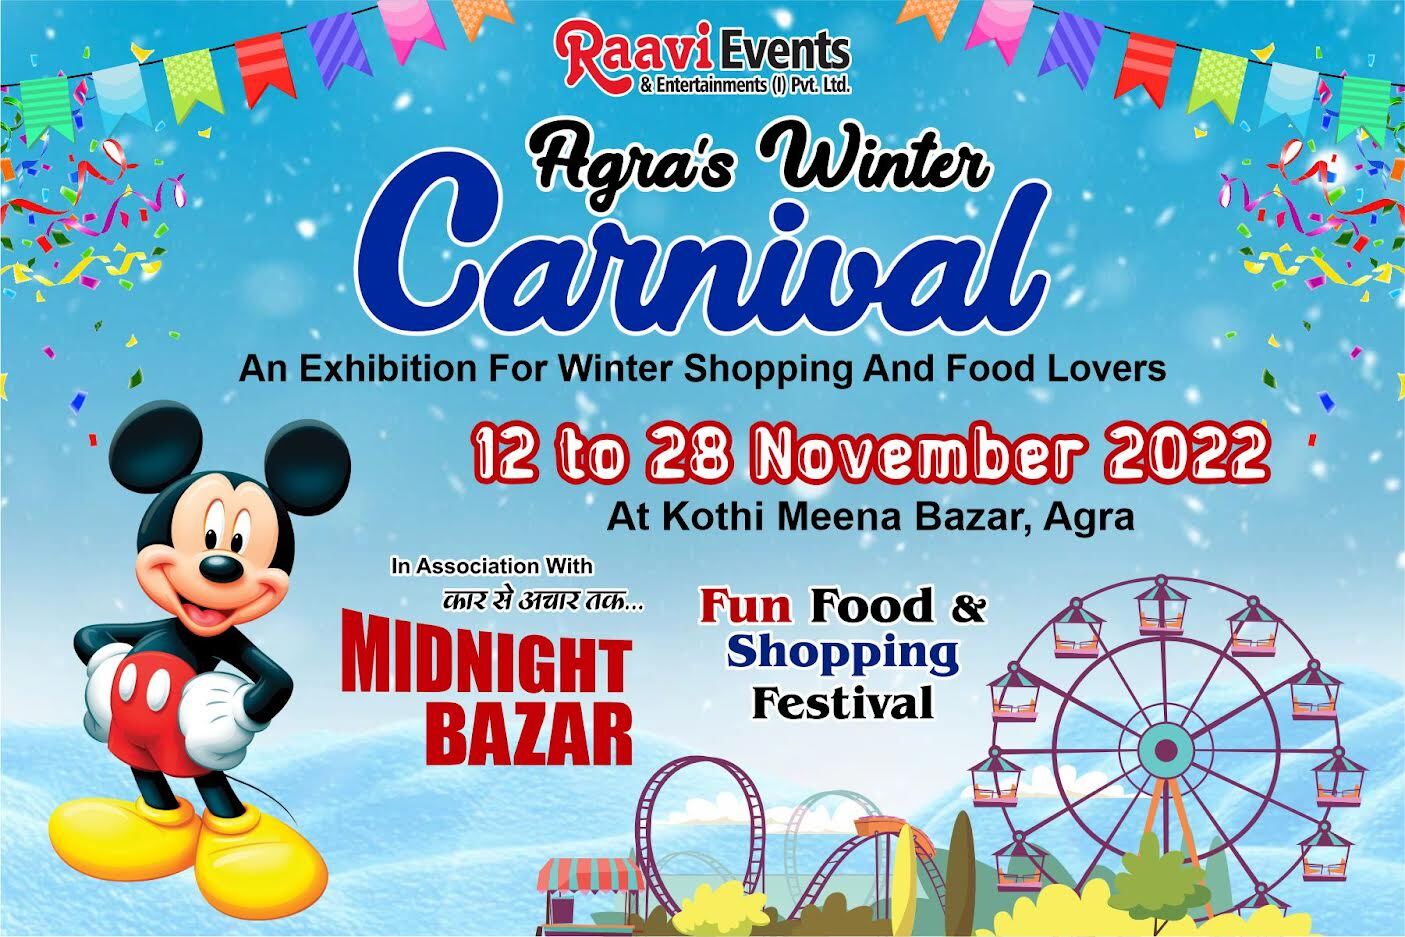 Raavi Events
& Entertainments (I) Pvt. Ltd.
Agra's Winter
Carnival
An Exhibition For Winter Shopping And Food Lovers
12 to 28 November 2022
At Kothi Meena Bazar, Agra
In Association With
कार से अचार तक...
MIDNIGHT
BAZAR
Fun Food &
Shopping
Festival